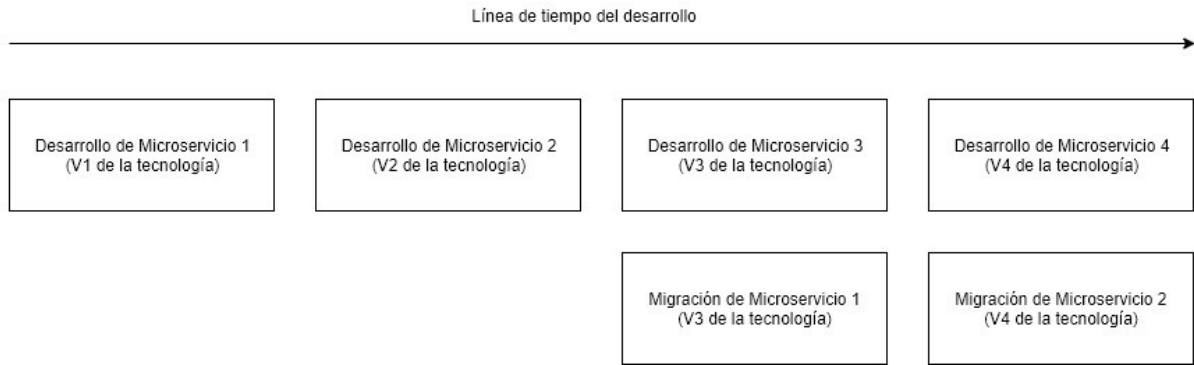 Línea de tiempo del desarrollo
Desarrollo de Microservicio 1
(V1 de la tecnología)
Desarrollo de Microservicio 2
(V2 de la tecnología)
Desarrollo de Microservicio 3
(V3 de la tecnología)
Desarrollo de Microservicio 4
(V4 de la tecnología)
Migración de Microservicio 1
(V3 de la tecnología)
Migración de Microservicio 2
(V4 de la tecnología)